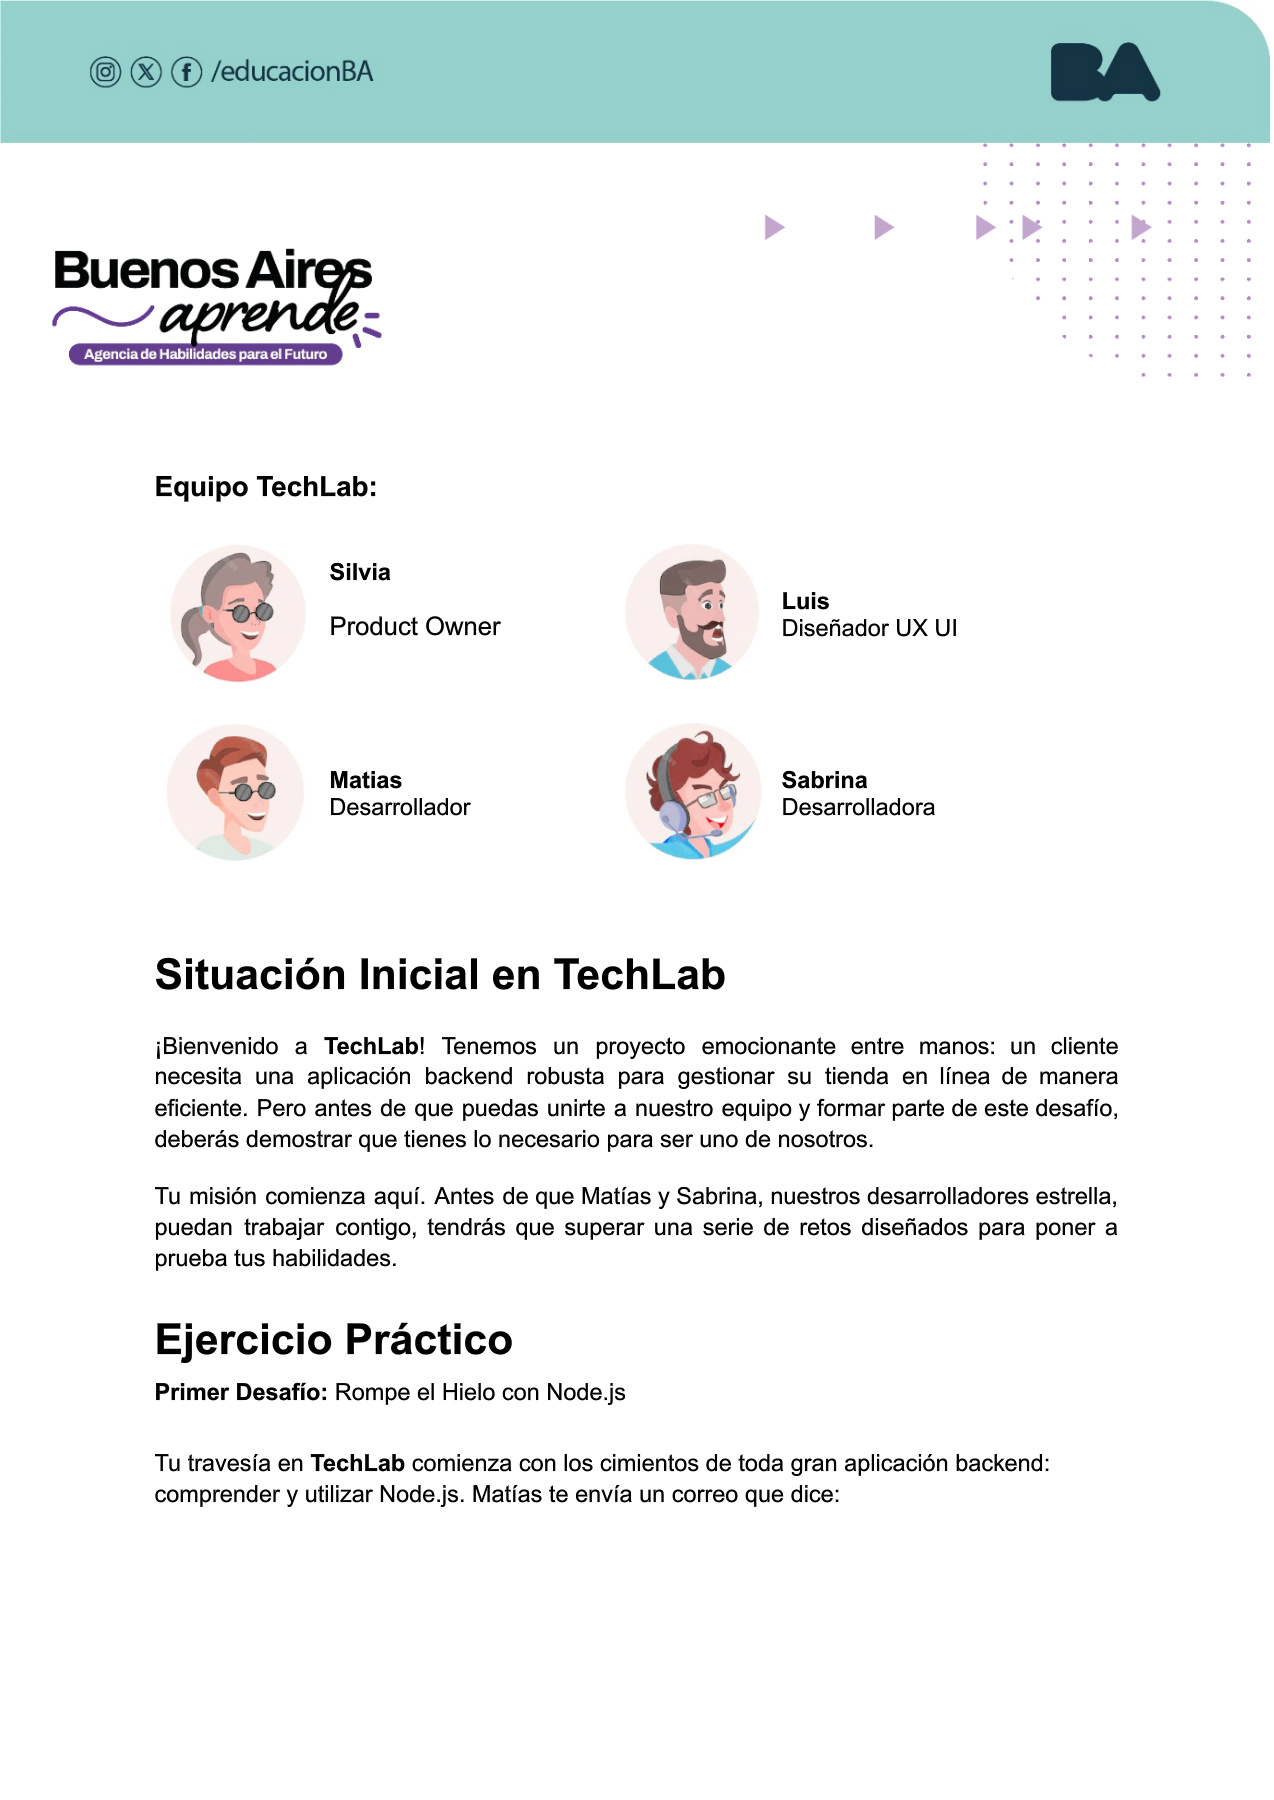 /educacionBA
BA
Buenos Aires
aprende
Agencia de Habilidades para el Futuro
Equipo TechLab:
Silvia
Product Owner
Luis
Diseñador UX UI
Matias
Desarrollador
Sabrina
Desarrolladora
Situación Inicial en TechLab
¡Bienvenido a TechLab! Tenemos un proyecto emocionante entre manos: un cliente
necesita una aplicación backend robusta para gestionar su tienda en línea de manera
eficiente. Pero antes de que puedas unirte a nuestro equipo y formar parte de este desafío,
deberás demostrar que tienes lo necesario para ser uno de nosotros.
Tu misión comienza aquí. Antes de que Matías y Sabrina, nuestros desarrolladores estrella,
puedan trabajar contigo, tendrás que superar una serie de retos diseñados para poner a
prueba tus habilidades.
Ejercicio Práctico
Primer Desafío: Rompe el Hielo con Node.js
Tu travesía en TechLab comienza con los cimientos de toda gran aplicación backend:
comprender y utilizar Node.js. Matías te envía un correo que dice: